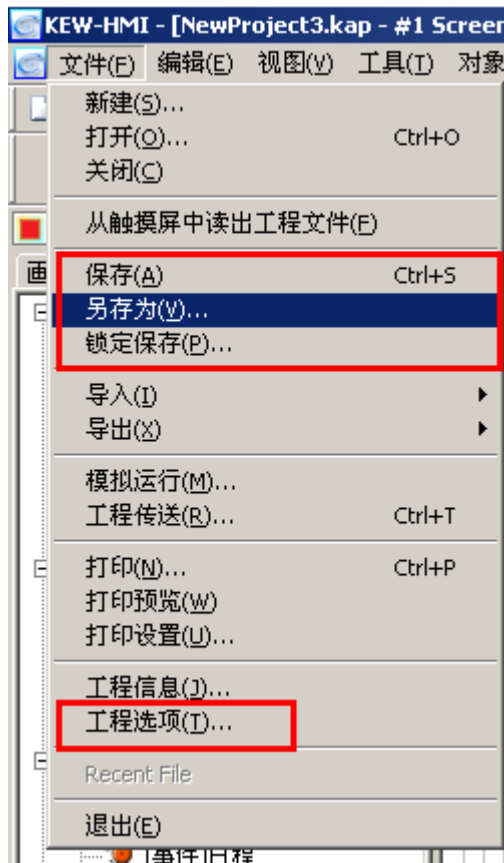 KEW-HMI - [NewProject3.kap - #1 Screen
文件(F) 编辑(E) 视图(V) 工具(T) 对象
新建(S)...
打开(O)... Ctrl+O
关闭(C)
从触摸屏中读出工程文件(F)
画
保存(A) Ctrl+S
另存为(V)...
锁定保存(P)...
导入(I)
导出(X)
模拟运行(M)...
工程传送(R)... Ctrl+T
打印(N)... Ctrl+P
打印预览(W)
打印设置(U)...
工程信息(J)...
工程选项(T)...
Recent File
退出(E)